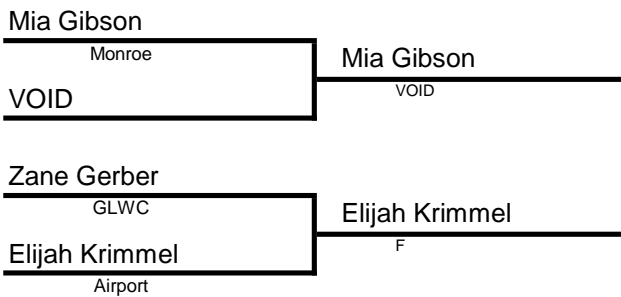 Mia Gibson
Monroe
VOID
Mia Gibson
VOID
Zane Gerber
GLWC
Elijah Krimmel
Airport
Elijah Krimmel
F